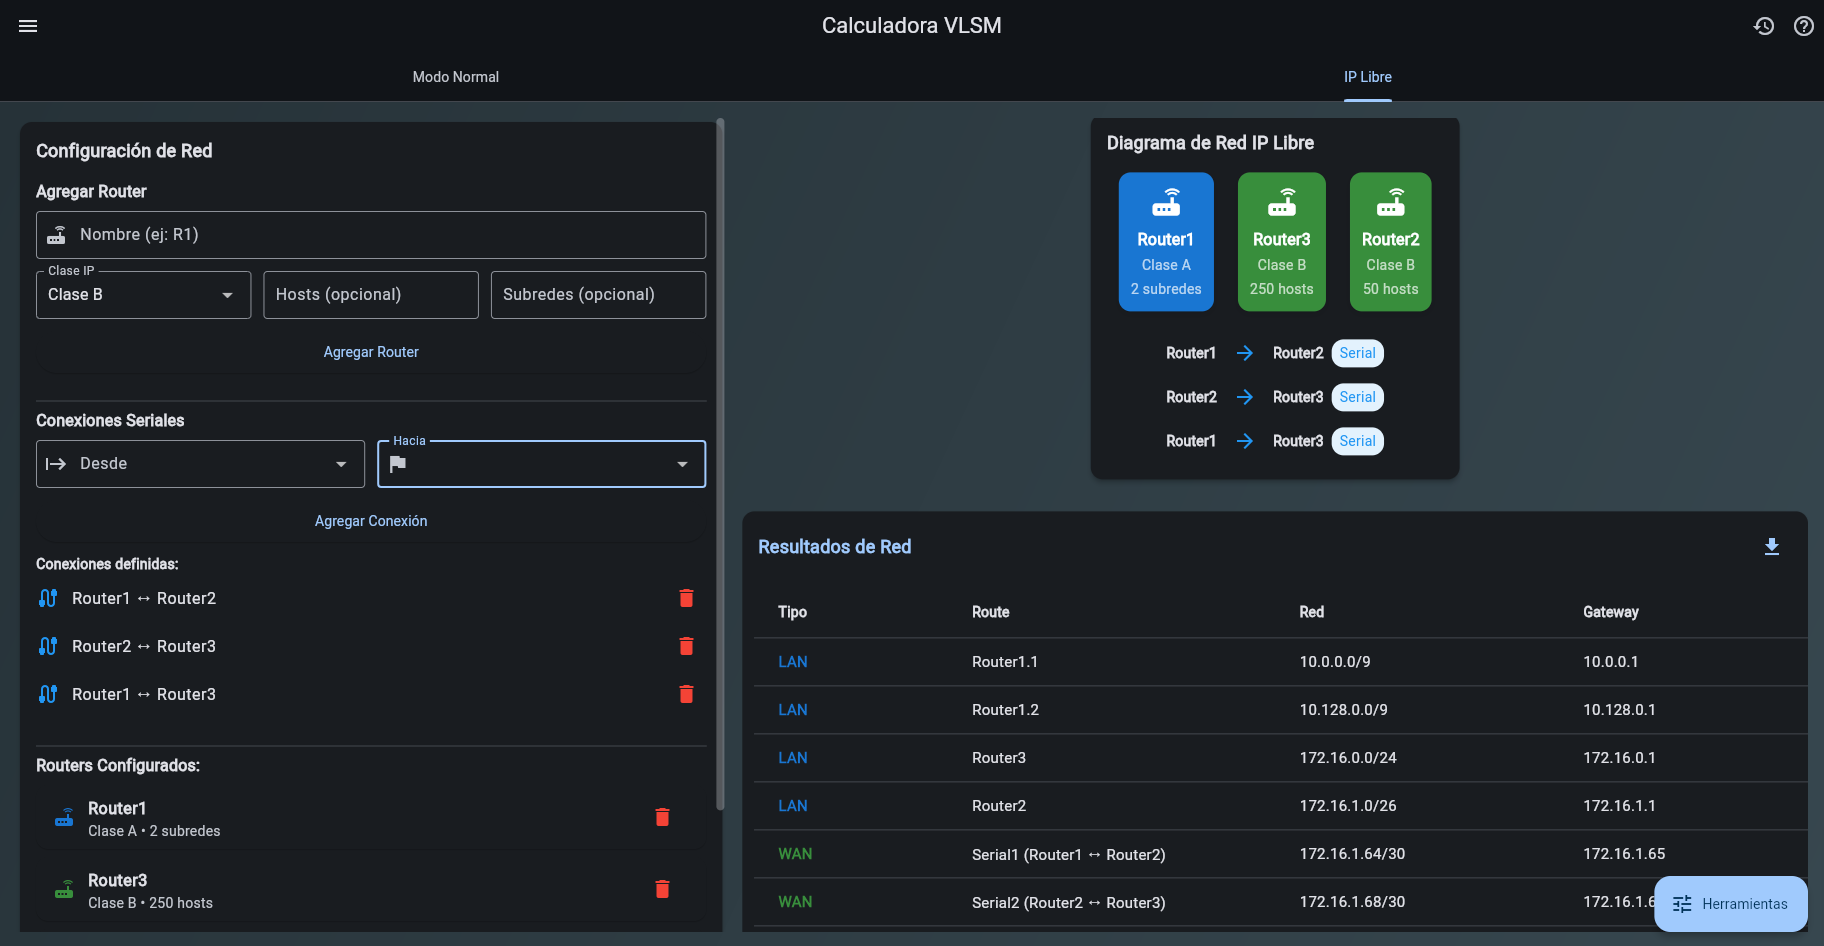 Calculadora VLSM
Modo Normal
IP Libre
Configuración de Red
Agregar Router
Nombre (ej: R1)
Clase IP
Clase B
Hosts (opcional)
Subredes (opcional)
Agregar Router
Conexiones Seriales
Desde
Hacia
Agregar Conexión
Conexiones definidas:
Router1 ↔ Router2
Router2 ↔ Router3
Router1 ↔ Router3
Routers Configurados:
Router1
Clase A • 2 subredes
Router3
Clase B • 250 hosts
Diagrama de Red IP Libre
Router1
Clase A
2 subredes
Router3
Clase B
250 hosts
Router2
Clase B
50 hosts
Router1 → Router2 Serial
Router2 → Router3 Serial
Router1 → Router3 Serial
Resultados de Red
Tipo Route Red Gateway
LAN Router1.1 10.0.0.0/9 10.0.0.1
LAN Router1.2 10.128.0.0/9 10.128.0.1
LAN Router3 172.16.0.0/24 172.16.0.1
LAN Router2 172.16.1.0/26 172.16.1.1
WAN Serial1 (Router1 ↔ Router2) 172.16.1.64/30 172.16.1.65
WAN Serial2 (Router2 ↔ Router3) 172.16.1.68/30
Herramientas